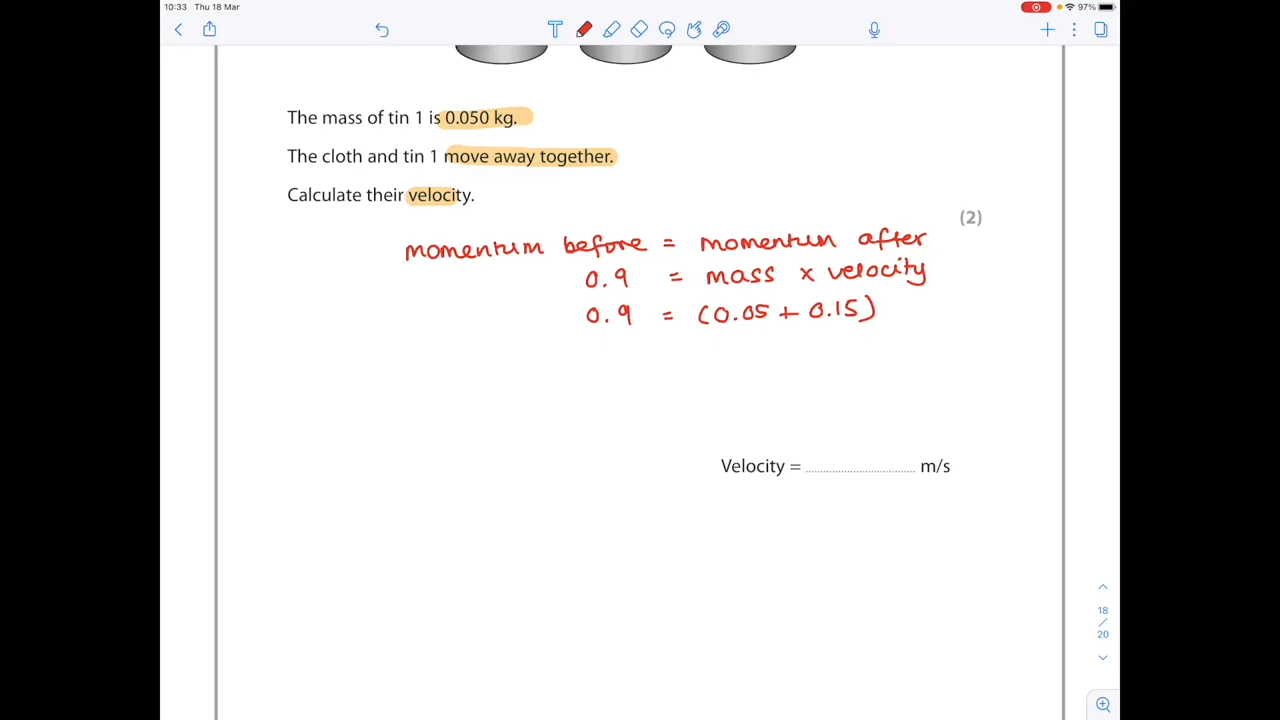 10:33 Thu 18 Mar
97%
The mass of tin 1 is 0.050 kg.
The cloth and tin 1 move away together.
Calculate their velocity.
(2)
momentum before = momentum after
0.9 = mass x velocity
0.9 = (0.05 + 0.15)
Velocity = ................................ m/s
18
/
20